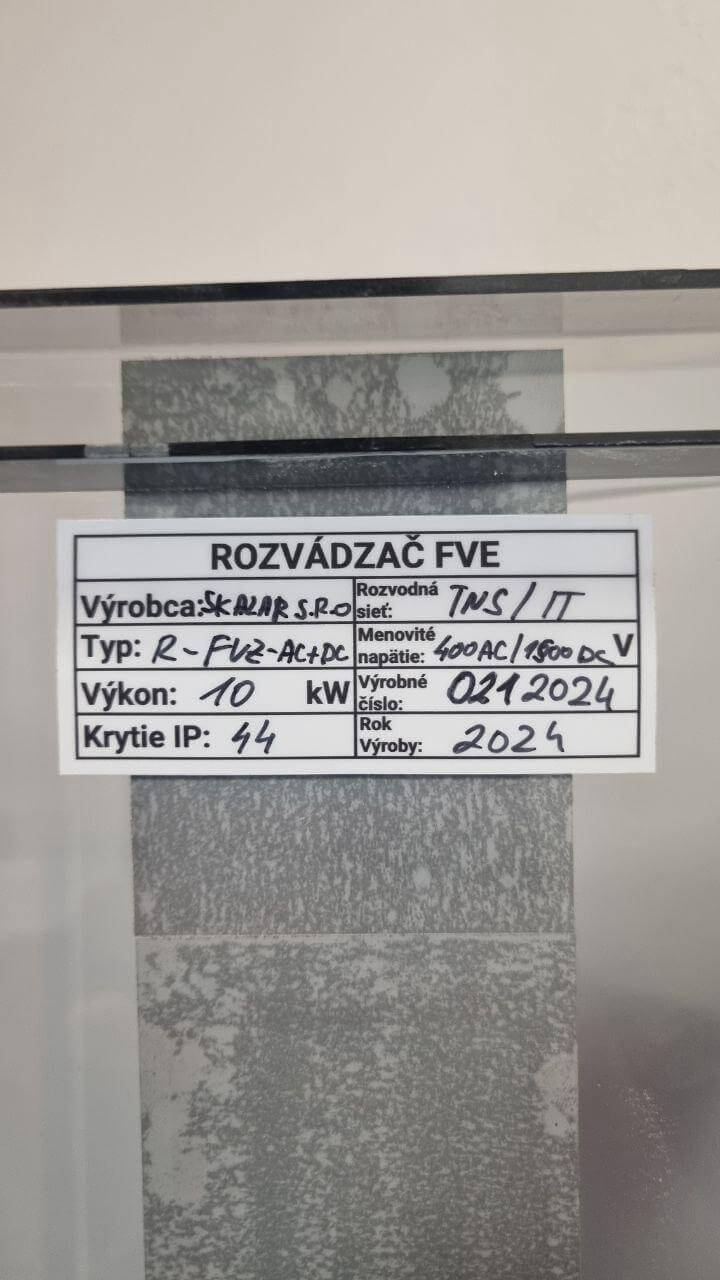 ROZVÁDZAČ FVE
Výrobca: SKALAR S.R.O
Rozvodná sieť: TNS/IT
Typ: R-FVZ-AC+DC
Menovité napätie: 400AC/1500DC V
Výkon: 10 kW
Výrobné číslo: 0212024
Krytie IP: 44
Rok Výroby: 2024